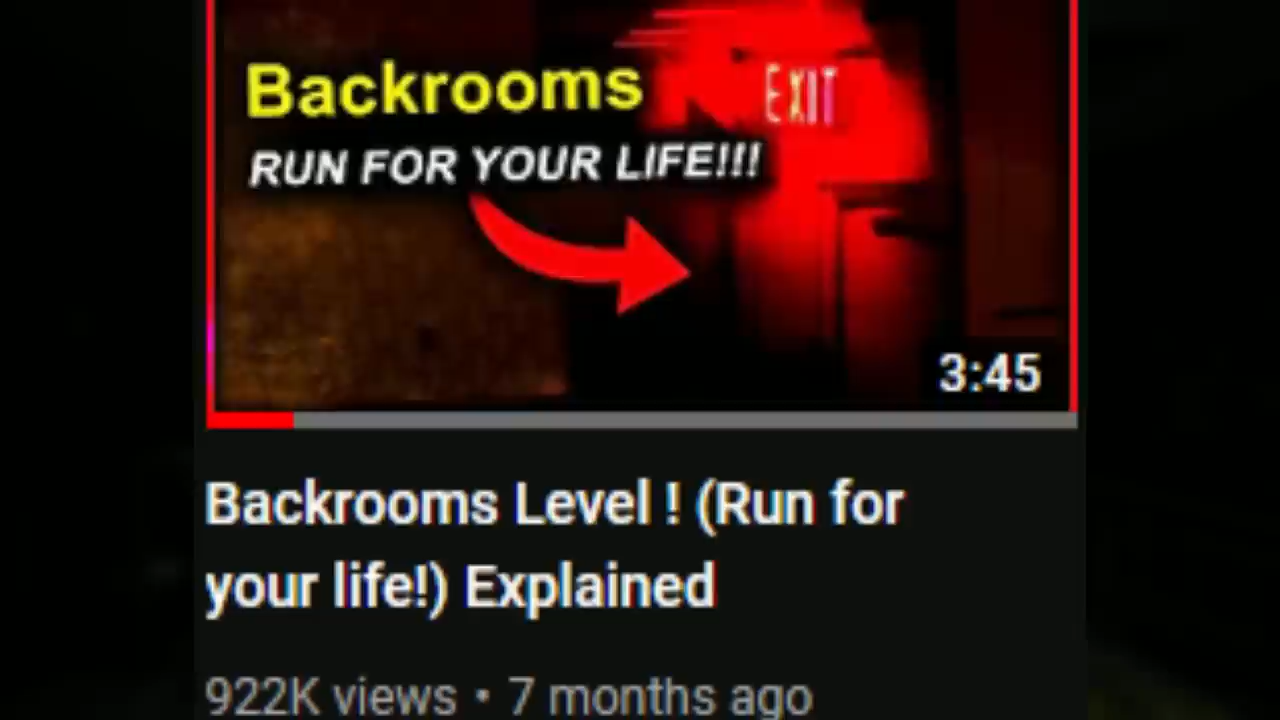 Backrooms
EXIT
RUN FOR YOUR LIFE!!!
3:45
Backrooms Level ! (Run for
your life!) Explained
922K views • 7 months ago